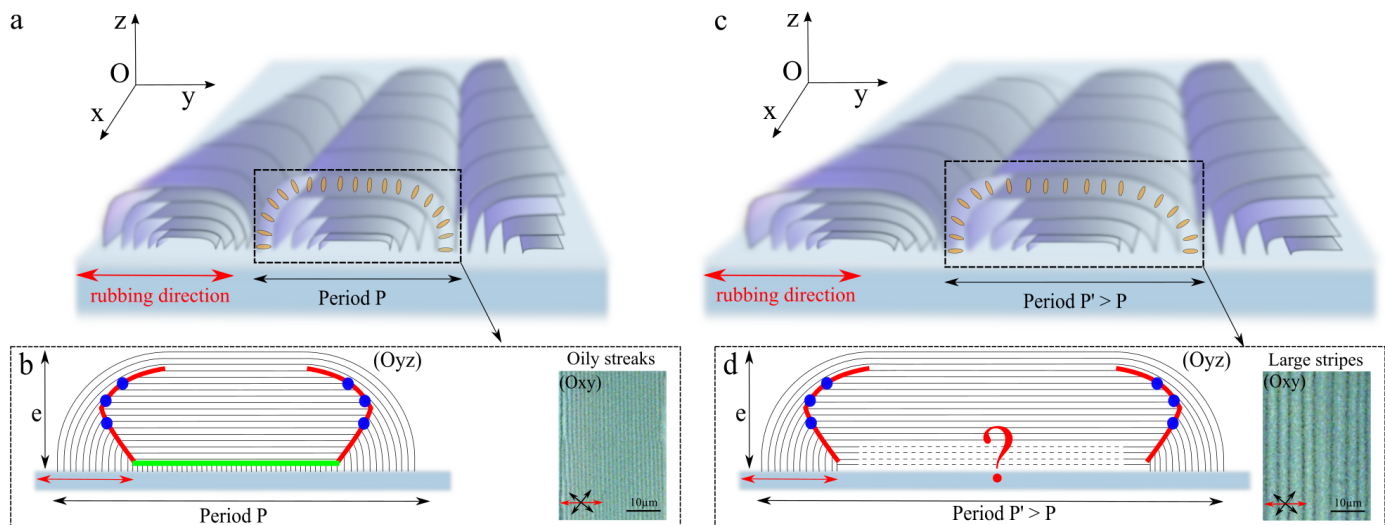 a
z
O
x
y
rubbing direction
Period P
c
z
O
x
y
rubbing direction
Period P' > P
b
e
(Oyz)
Period P
Oily streaks
(Oxy)
10µm
d
e
(Oyz)
?
Period P' > P
Large stripes
(Oxy)
10µm